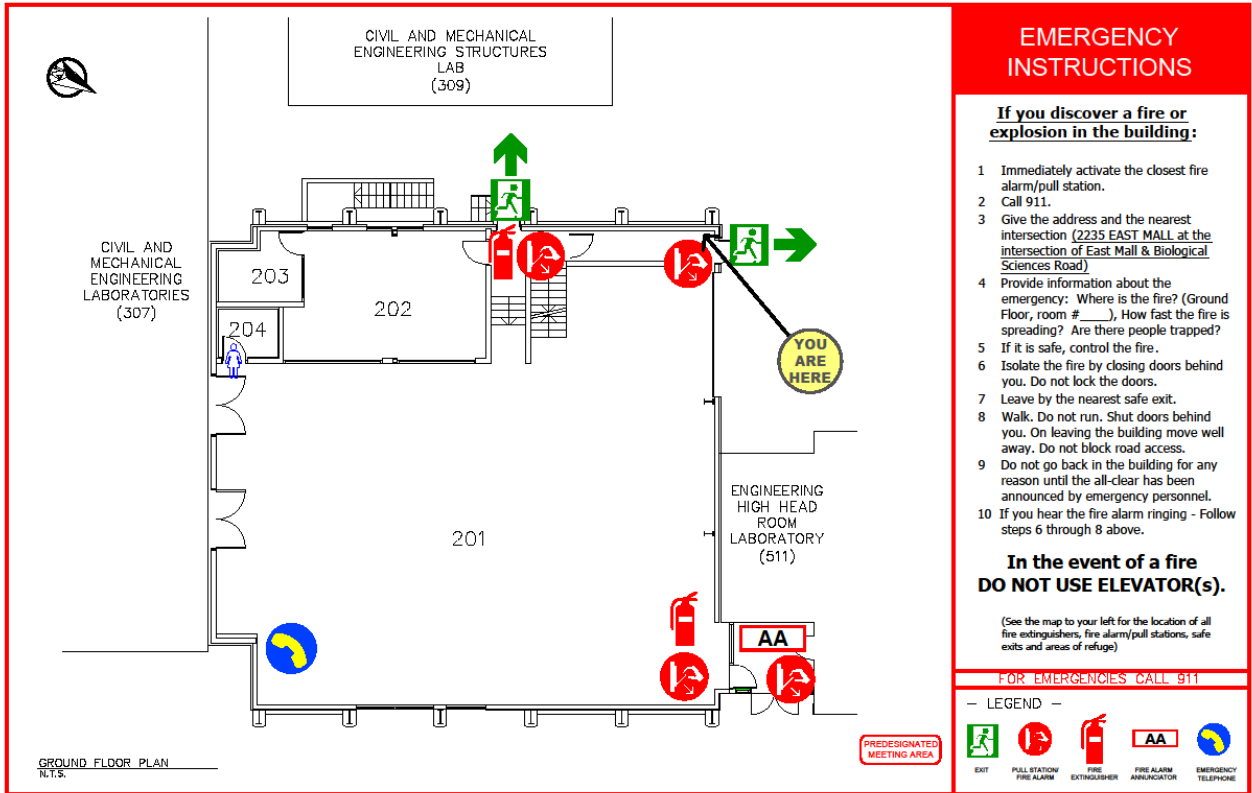 CIVIL AND MECHANICAL
ENGINEERING STRUCTURES
LAB
(309)
CIVIL AND
MECHANICAL
ENGINEERING
LABORATORIES
(307)
203
202
204
YOU
ARE
HERE
201
ENGINEERING
HIGH HEAD
ROOM
LABORATORY
(511)
AA
PREDESIGNATED
MEETING AREA
GROUND FLOOR PLAN
N.T.S.
EMERGENCY
INSTRUCTIONS
If you discover a fire or
explosion in the building:
1 Immediately activate the closest fire
alarm/pull station.
2 Call 911.
3 Give the address and the nearest
intersection (2235 EAST MALL at the
intersection of East Mall & Biological
Sciences Road)
4 Provide information about the
emergency: Where is the fire? (Ground
Floor, room #____), How fast the fire is
spreading? Are there people trapped?
5 If it is safe, control the fire.
6 Isolate the fire by closing doors behind
you. Do not lock the doors.
7 Leave by the nearest safe exit.
8 Walk. Do not run. Shut doors behind
you. On leaving the building move well
away. Do not block road access.
9 Do not go back in the building for any
reason until the all-clear has been
announced by emergency personnel.
10 If you hear the fire alarm ringing - Follow
steps 6 through 8 above.
In the event of a fire
DO NOT USE ELEVATOR(s).
(See the map to your left for the location of all
fire extinguishers, fire alarm/pull stations, safe
exits and areas of refuge)
FOR EMERGENCIES CALL 911
- LEGEND -
AA
EXIT
PULL STATION/
FIRE ALARM
FIRE
EXTINGUISHER
FIRE ALARM
ANNUNCIATOR
EMERGENCY
TELEPHONE